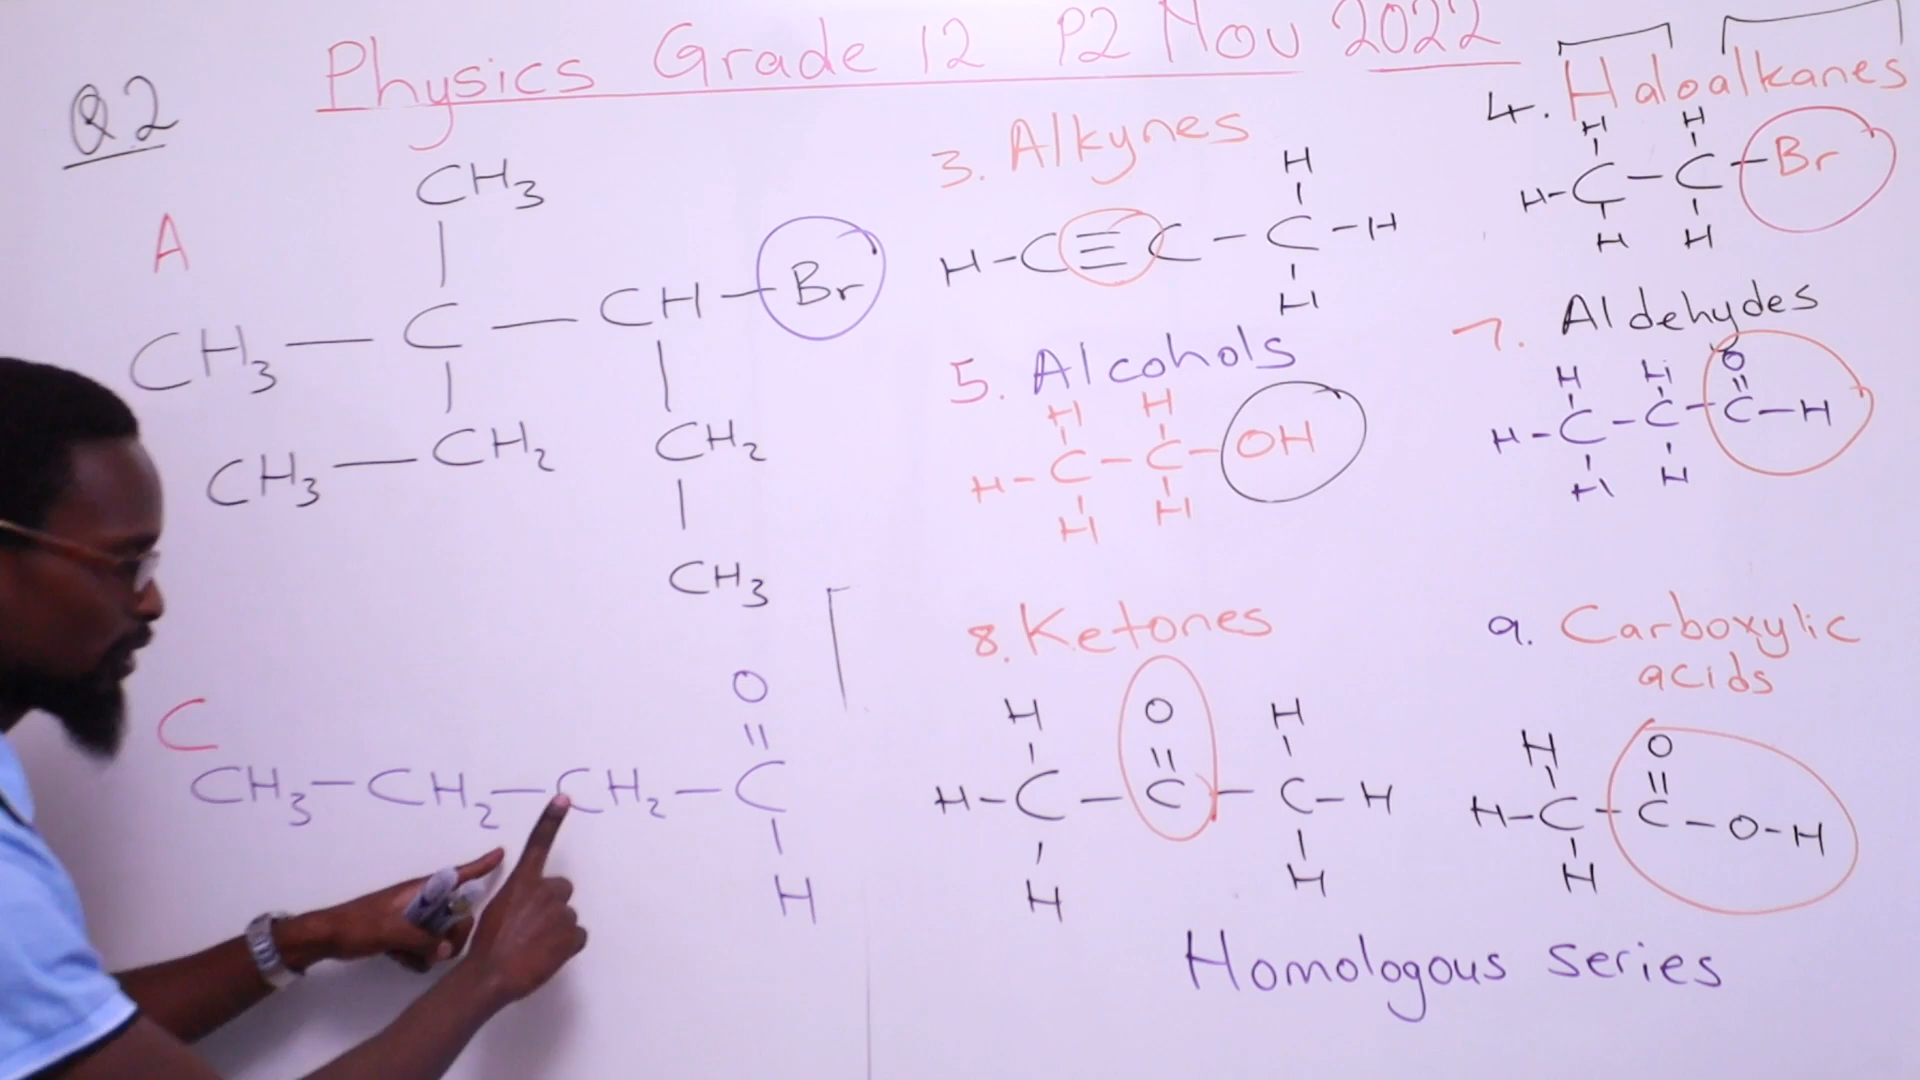 Physics Grade 12 P2 Nov 2022
Q2
A
CH3
|
CH3 — C — CH — Br
| |
CH3 — CH2 CH2
|
CH3
C
O
||
CH3 — CH2 — CH2 — C
|
H
3. Alkynes
H
|
H - C ≡ C - C - H
|
H
4. Haloalkanes
H H
| |
H - C - C - Br
| |
H H
5. Alcohols
H H
| |
H - C - C - OH
| |
H H
7. Aldehydes
H H O
| | ||
H - C - C - C - H
| |
H H
8. Ketones
H O H
| || |
H - C - C - C - H
| |
H H
9. Carboxylic
acids
H O
| ||
H - C - C - O - H
|
H
Homologous series